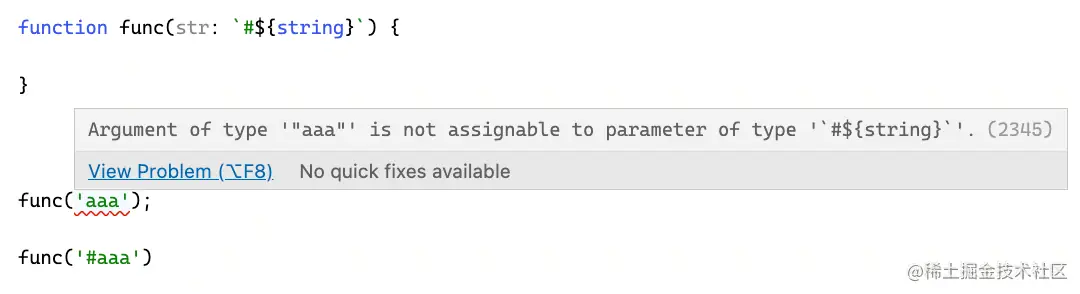 function func(str: `#${string}`) {
}
Argument of type '"aaa"' is not assignable to parameter of type '`#${string}`'. (2345)
View Problem (⌥F8) No quick fixes available
func('aaa');
func('#aaa')
@稀土掘金技术社区